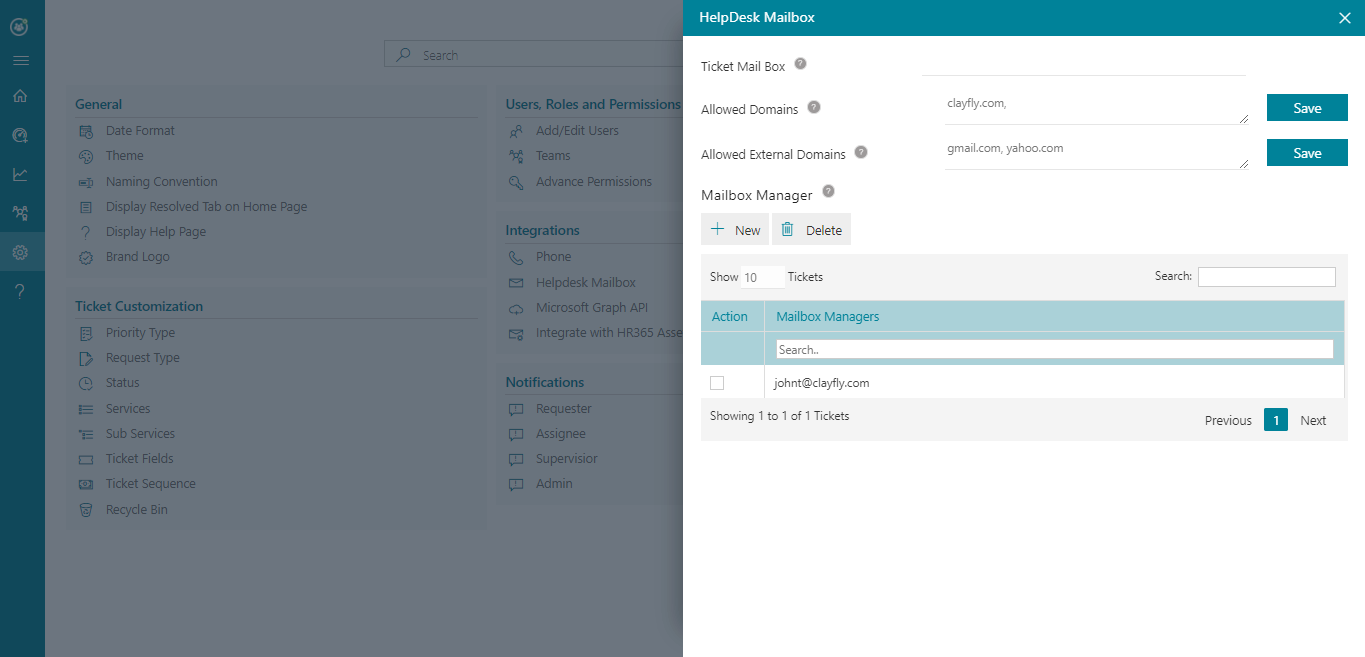 HelpDesk Mailbox
Search
General
Date Format
Theme
Naming Convention
Display Resolved Tab on Home Page
Display Help Page
Brand Logo
Ticket Customization
Priority Type
Request Type
Status
Services
Sub Services
Ticket Fields
Ticket Sequence
Recycle Bin
Users, Roles and Permissions
Add/Edit Users
Teams
Advance Permissions
Integrations
Phone
Helpdesk Mailbox
Microsoft Graph API
Integrate with HR365 Asse
Notifications
Requester
Assignee
Supervisior
Admin
Ticket Mail Box ?
Allowed Domains ? clayfly.com, Save
Allowed External Domains ? gmail.com, yahoo.com Save
Mailbox Manager ?
New Delete
Show 10 Tickets Search:
Action Mailbox Managers
Search..
johnt@clayfly.com
Showing 1 to 1 of 1 Tickets
Previous 1 Next